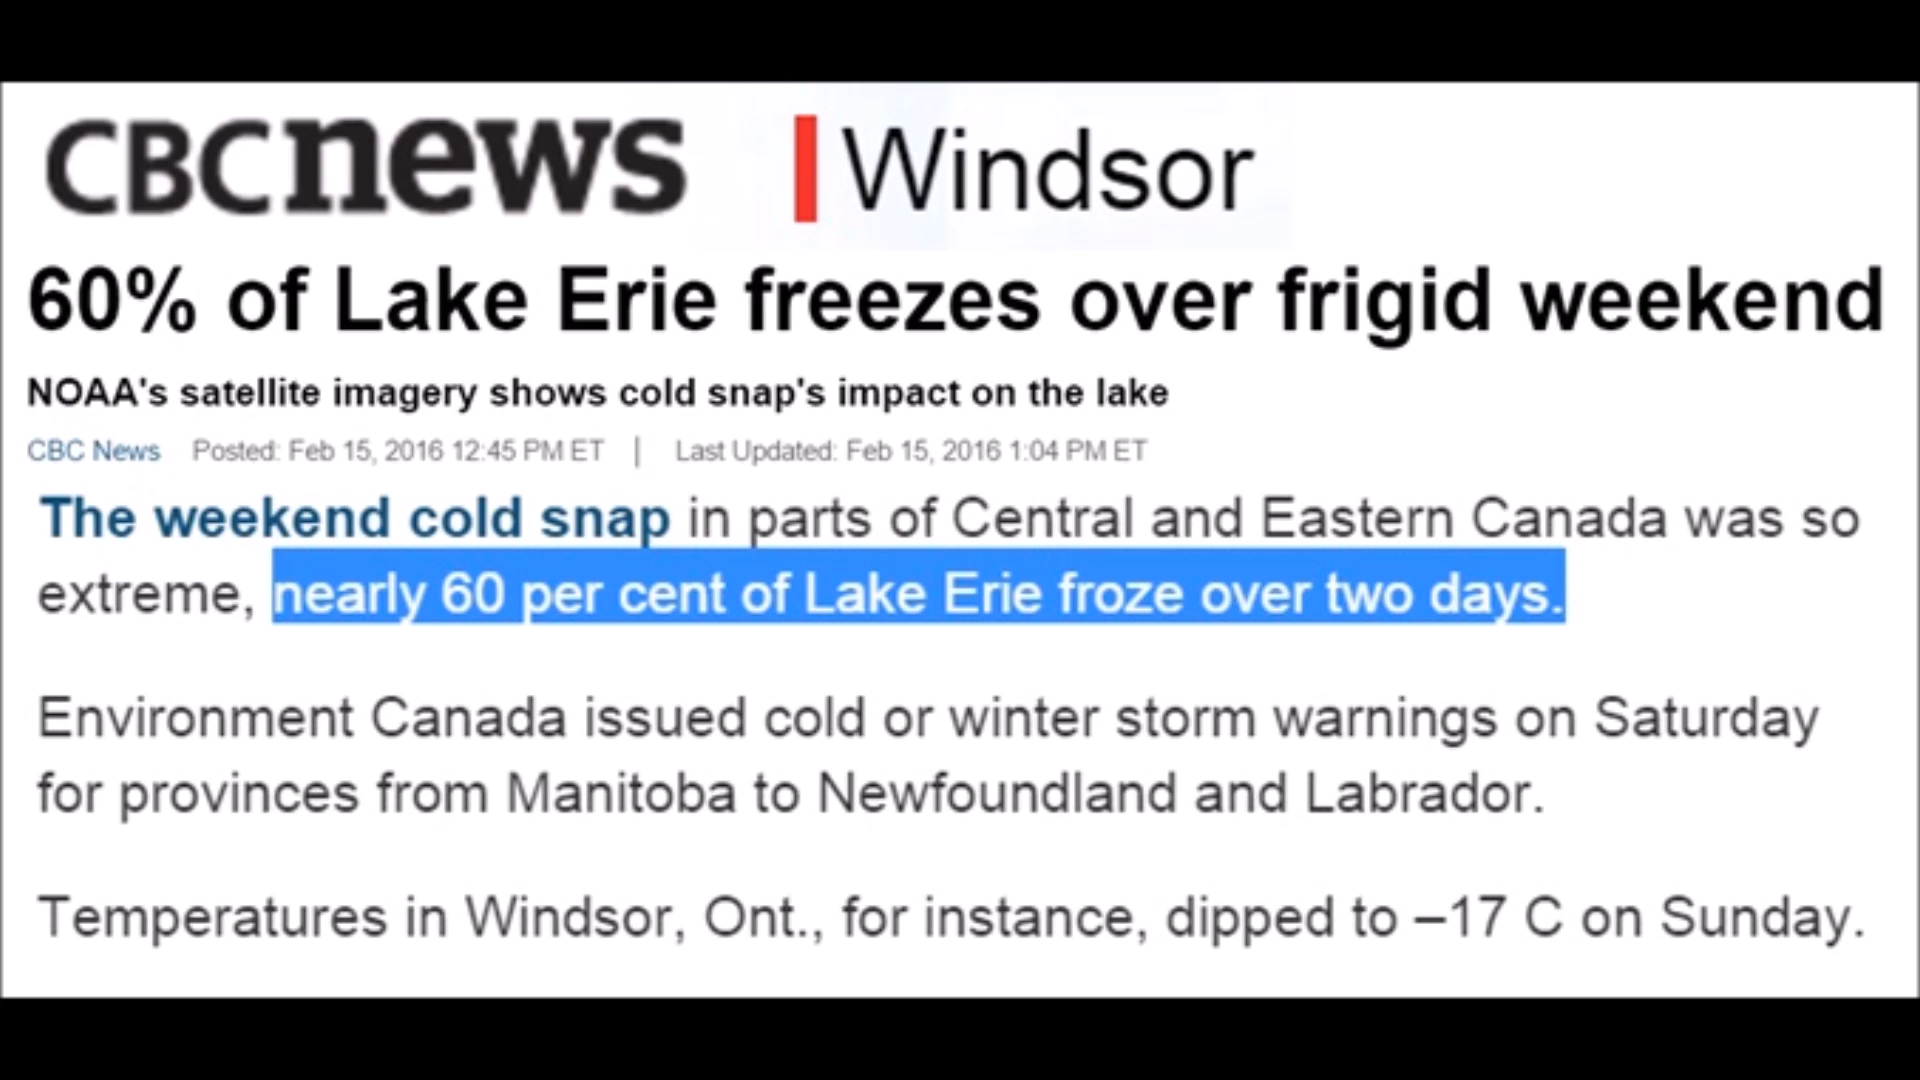 CBCnews | Windsor
60% of Lake Erie freezes over frigid weekend
NOAA's satellite imagery shows cold snap's impact on the lake
CBC News Posted: Feb 15, 2016 12:45 PM ET | Last Updated: Feb 15, 2016 1:04 PM ET
The weekend cold snap in parts of Central and Eastern Canada was so
extreme, nearly 60 per cent of Lake Erie froze over two days.
Environment Canada issued cold or winter storm warnings on Saturday
for provinces from Manitoba to Newfoundland and Labrador.
Temperatures in Windsor, Ont., for instance, dipped to –17 C on Sunday.